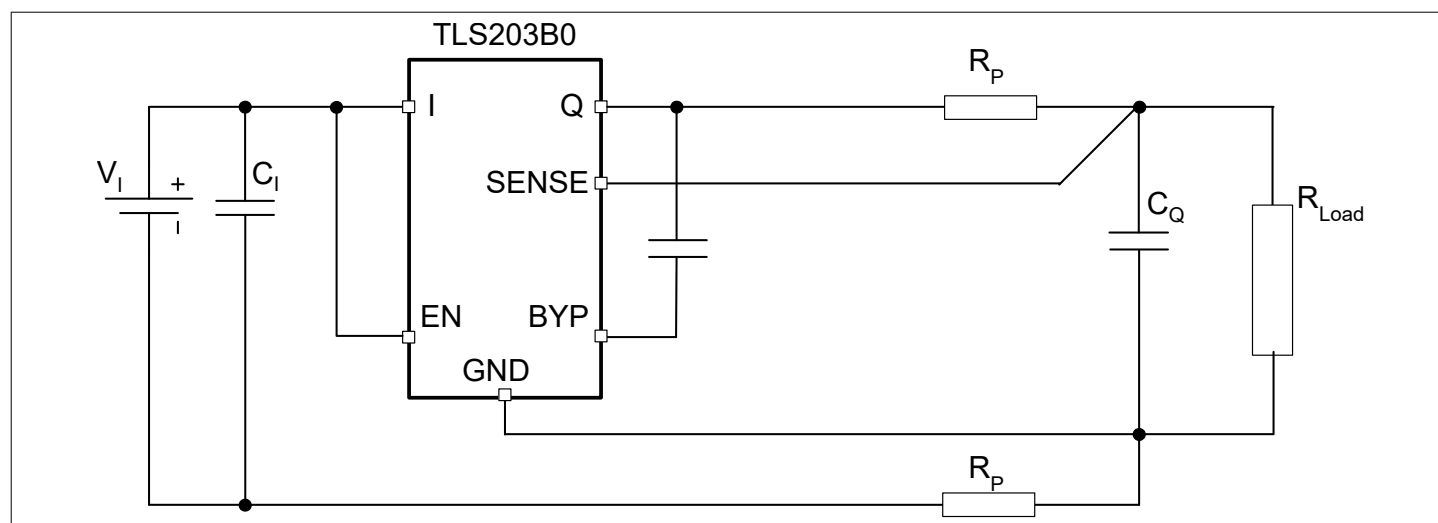 TLS203B0
R_P
I
Q
V_I
+
C_I
SENSE
C_Q
R_Load
EN
BYP
GND
R_P